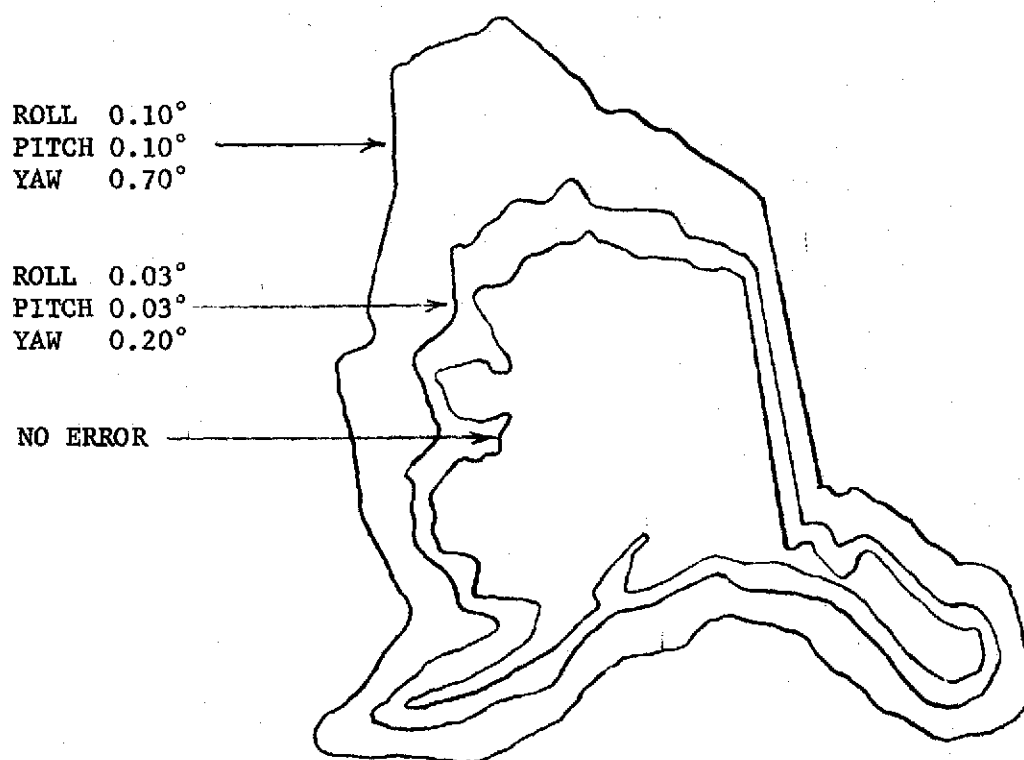 ROLL 0.10°
PITCH 0.10°
YAW 0.70°
ROLL 0.03°
PITCH 0.03°
YAW 0.20°
NO ERROR